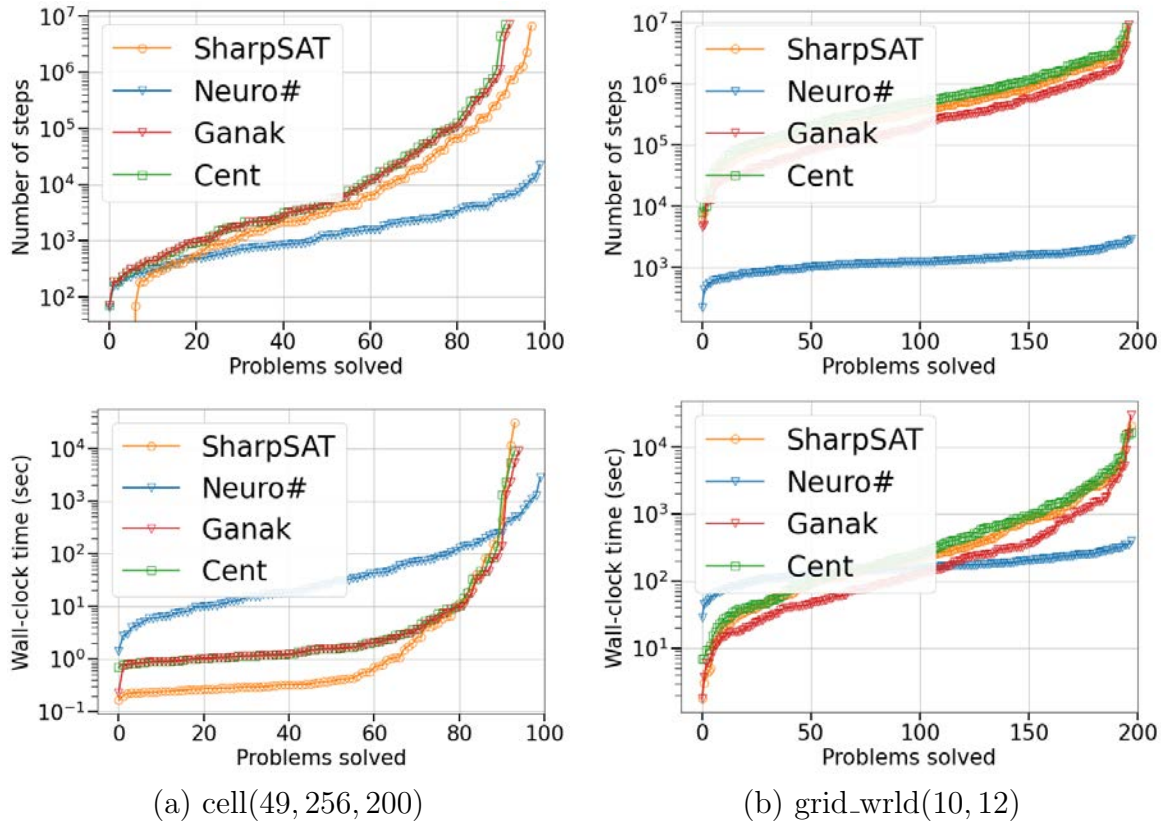 10^7
10^6
10^5
10^4
10^3
10^2
Number of steps
SharpSAT
Neuro#
Ganak
Cent
0 20 40 60 80 100
Problems solved
10^7
10^6
10^5
10^4
10^3
Number of steps
SharpSAT
Neuro#
Ganak
Cent
0 50 100 150 200
Problems solved
10^4
10^3
10^2
10^1
10^0
10^-1
Wall-clock time (sec)
SharpSAT
Neuro#
Ganak
Cent
0 20 40 60 80 100
Problems solved
10^4
10^3
10^2
10^1
Wall-clock time (sec)
SharpSAT
Neuro#
Ganak
Cent
0 50 100 150 200
Problems solved
(a) cell(49, 256, 200)
(b) grid_wrld(10, 12)